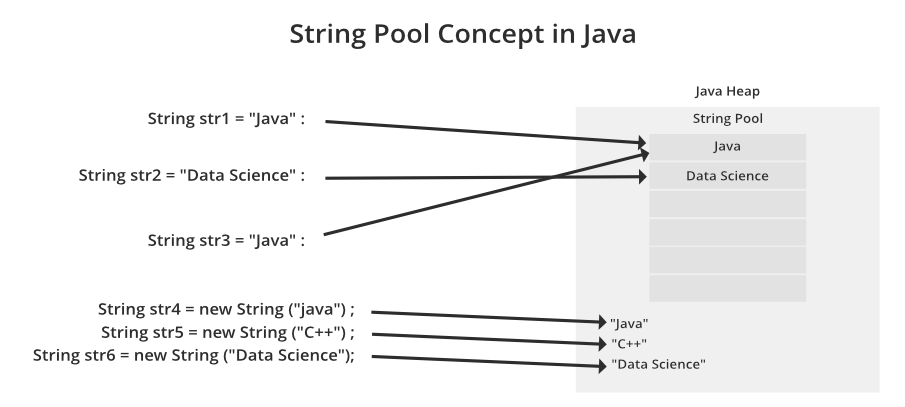 String Pool Concept in Java
Java Heap
String Pool
String str1 = "Java" :
Java
String str2 = "Data Science" :
Data Science
String str3 = "Java" :
String str4 = new String ("java") ;
"Java"
String str5 = new String ("C++") ;
"C++"
String str6 = new String ("Data Science");
"Data Science"